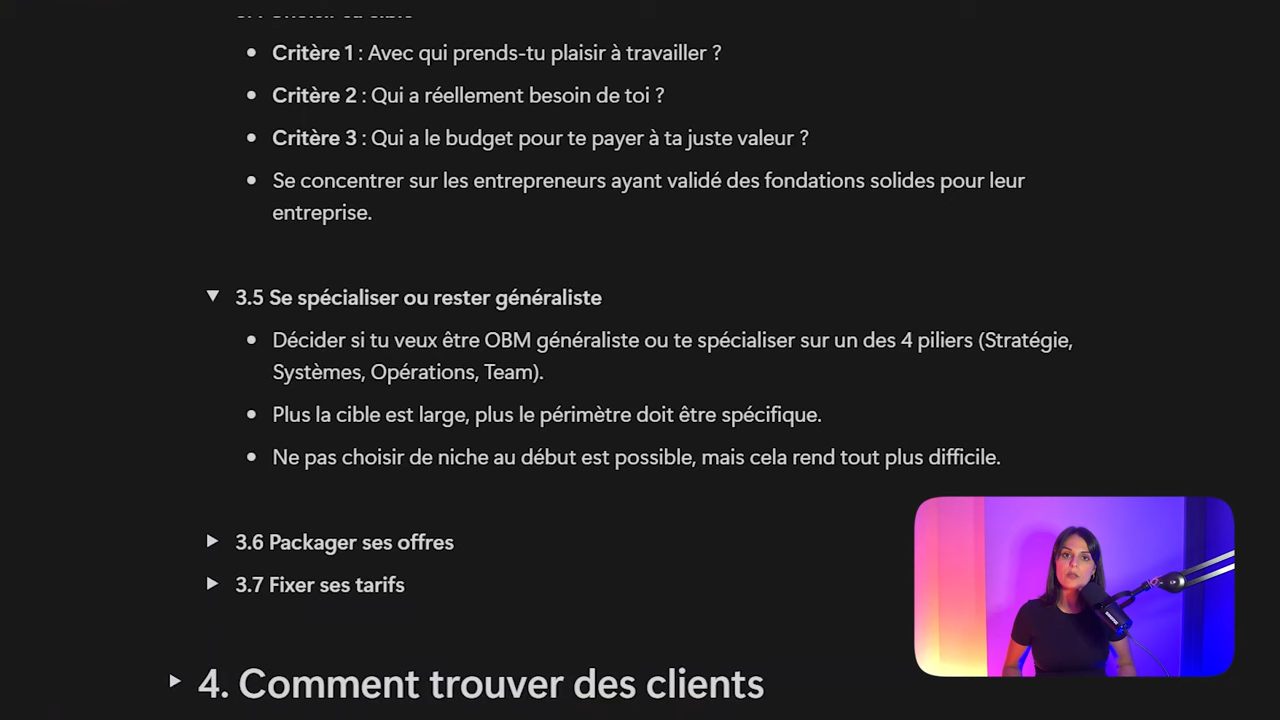 • Critère 1 : Avec qui prends-tu plaisir à travailler ?
• Critère 2 : Qui a réellement besoin de toi ?
• Critère 3 : Qui a le budget pour te payer à ta juste valeur ?
• Se concentrer sur les entrepreneurs ayant validé des fondations solides pour leur
entreprise.
▼ 3.5 Se spécialiser ou rester généraliste
• Décider si tu veux être OBM généraliste ou te spécialiser sur un des 4 piliers (Stratégie,
Systèmes, Opérations, Team).
• Plus la cible est large, plus le périmètre doit être spécifique.
• Ne pas choisir de niche au début est possible, mais cela rend tout plus difficile.
▶ 3.6 Packager ses offres
▶ 3.7 Fixer ses tarifs
▶ 4. Comment trouver des clients